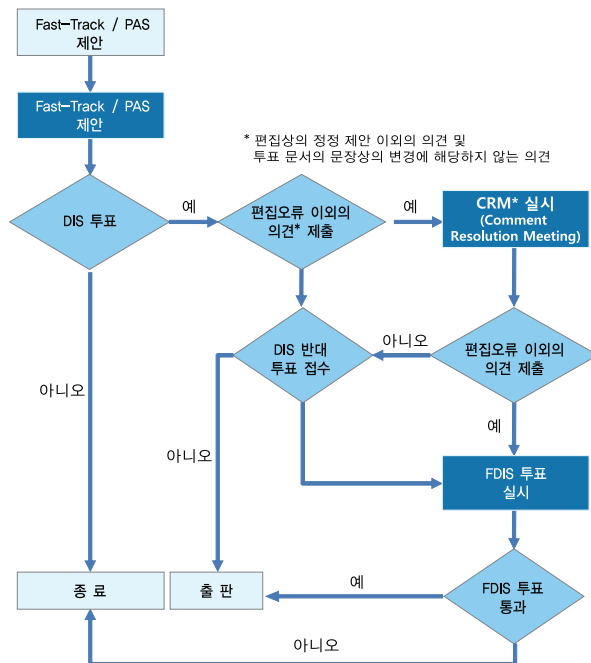 Fast-Track / PAS
제안
Fast-Track / PAS
제안
* 편집상의 정정 제안 이외의 의견 및
투표 문서의 문장상의 변경에 해당하지 않는 의견
DIS 투표
예
편집오류 이외의
의견* 제출
예
CRM* 실시
(Comment
Resolution Meeting)
DIS 반대
투표 접수
아니오
편집오류 이외의
의견 제출
아니오
예
아니오
FDIS 투표
실시
종 료
출 판
예
FDIS 투표
통과
아니오